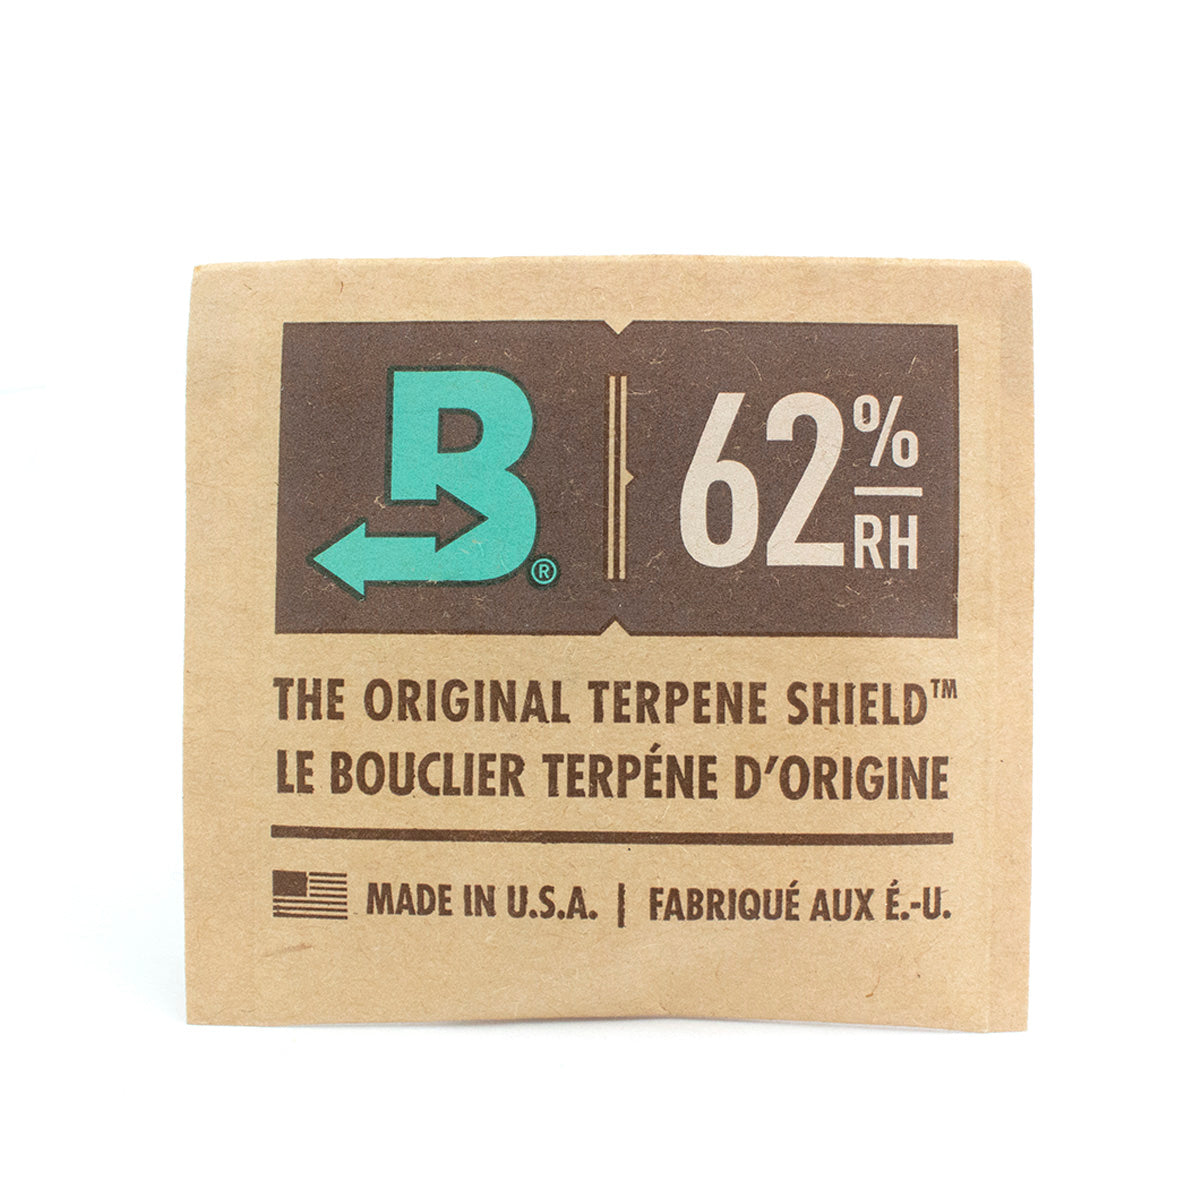 B®
62% RH
THE ORIGINAL TERPENE SHIELD™
LE BOUCLIER TERPÉNE D'ORIGINE
MADE IN U.S.A. | FABRIQUÉ AUX É.-U.